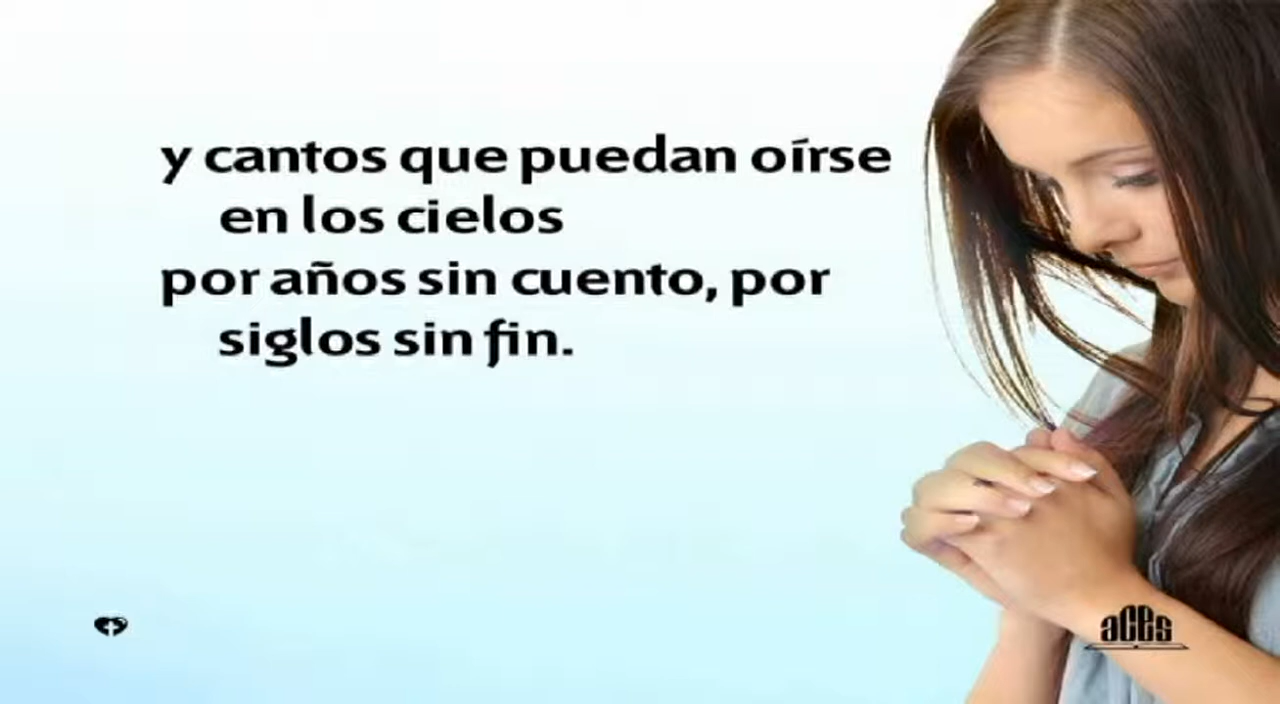 y cantos que puedan oírse
en los cielos
por años sin cuento, por
siglos sin fin.
aces